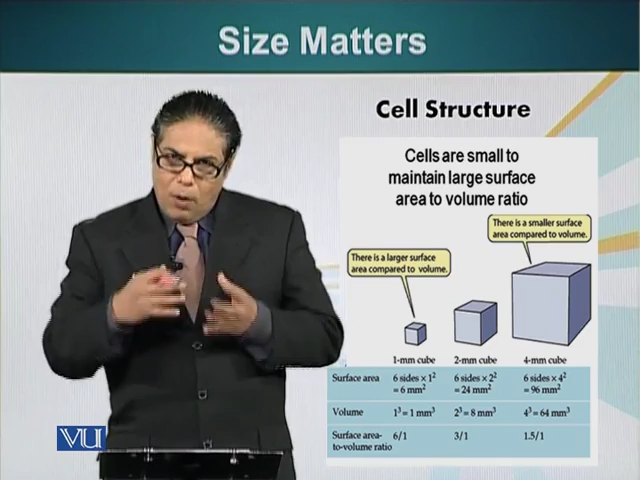 Size Matters
Cell Structure
Cells are small to
maintain large surface
area to volume ratio
There is a smaller surface
area compared to volume.
There is a larger surface
area compared to volume.
1-mm cube 2-mm cube 4-mm cube
Surface area 6 sides × 1² 6 sides × 2² 6 sides × 4²
= 6 mm² = 24 mm² = 96 mm²
Volume 1³ = 1 mm³ 2³ = 8 mm³ 4³ = 64 mm³
Surface area- 6/1 3/1 1.5/1
to-volume ratio
VU